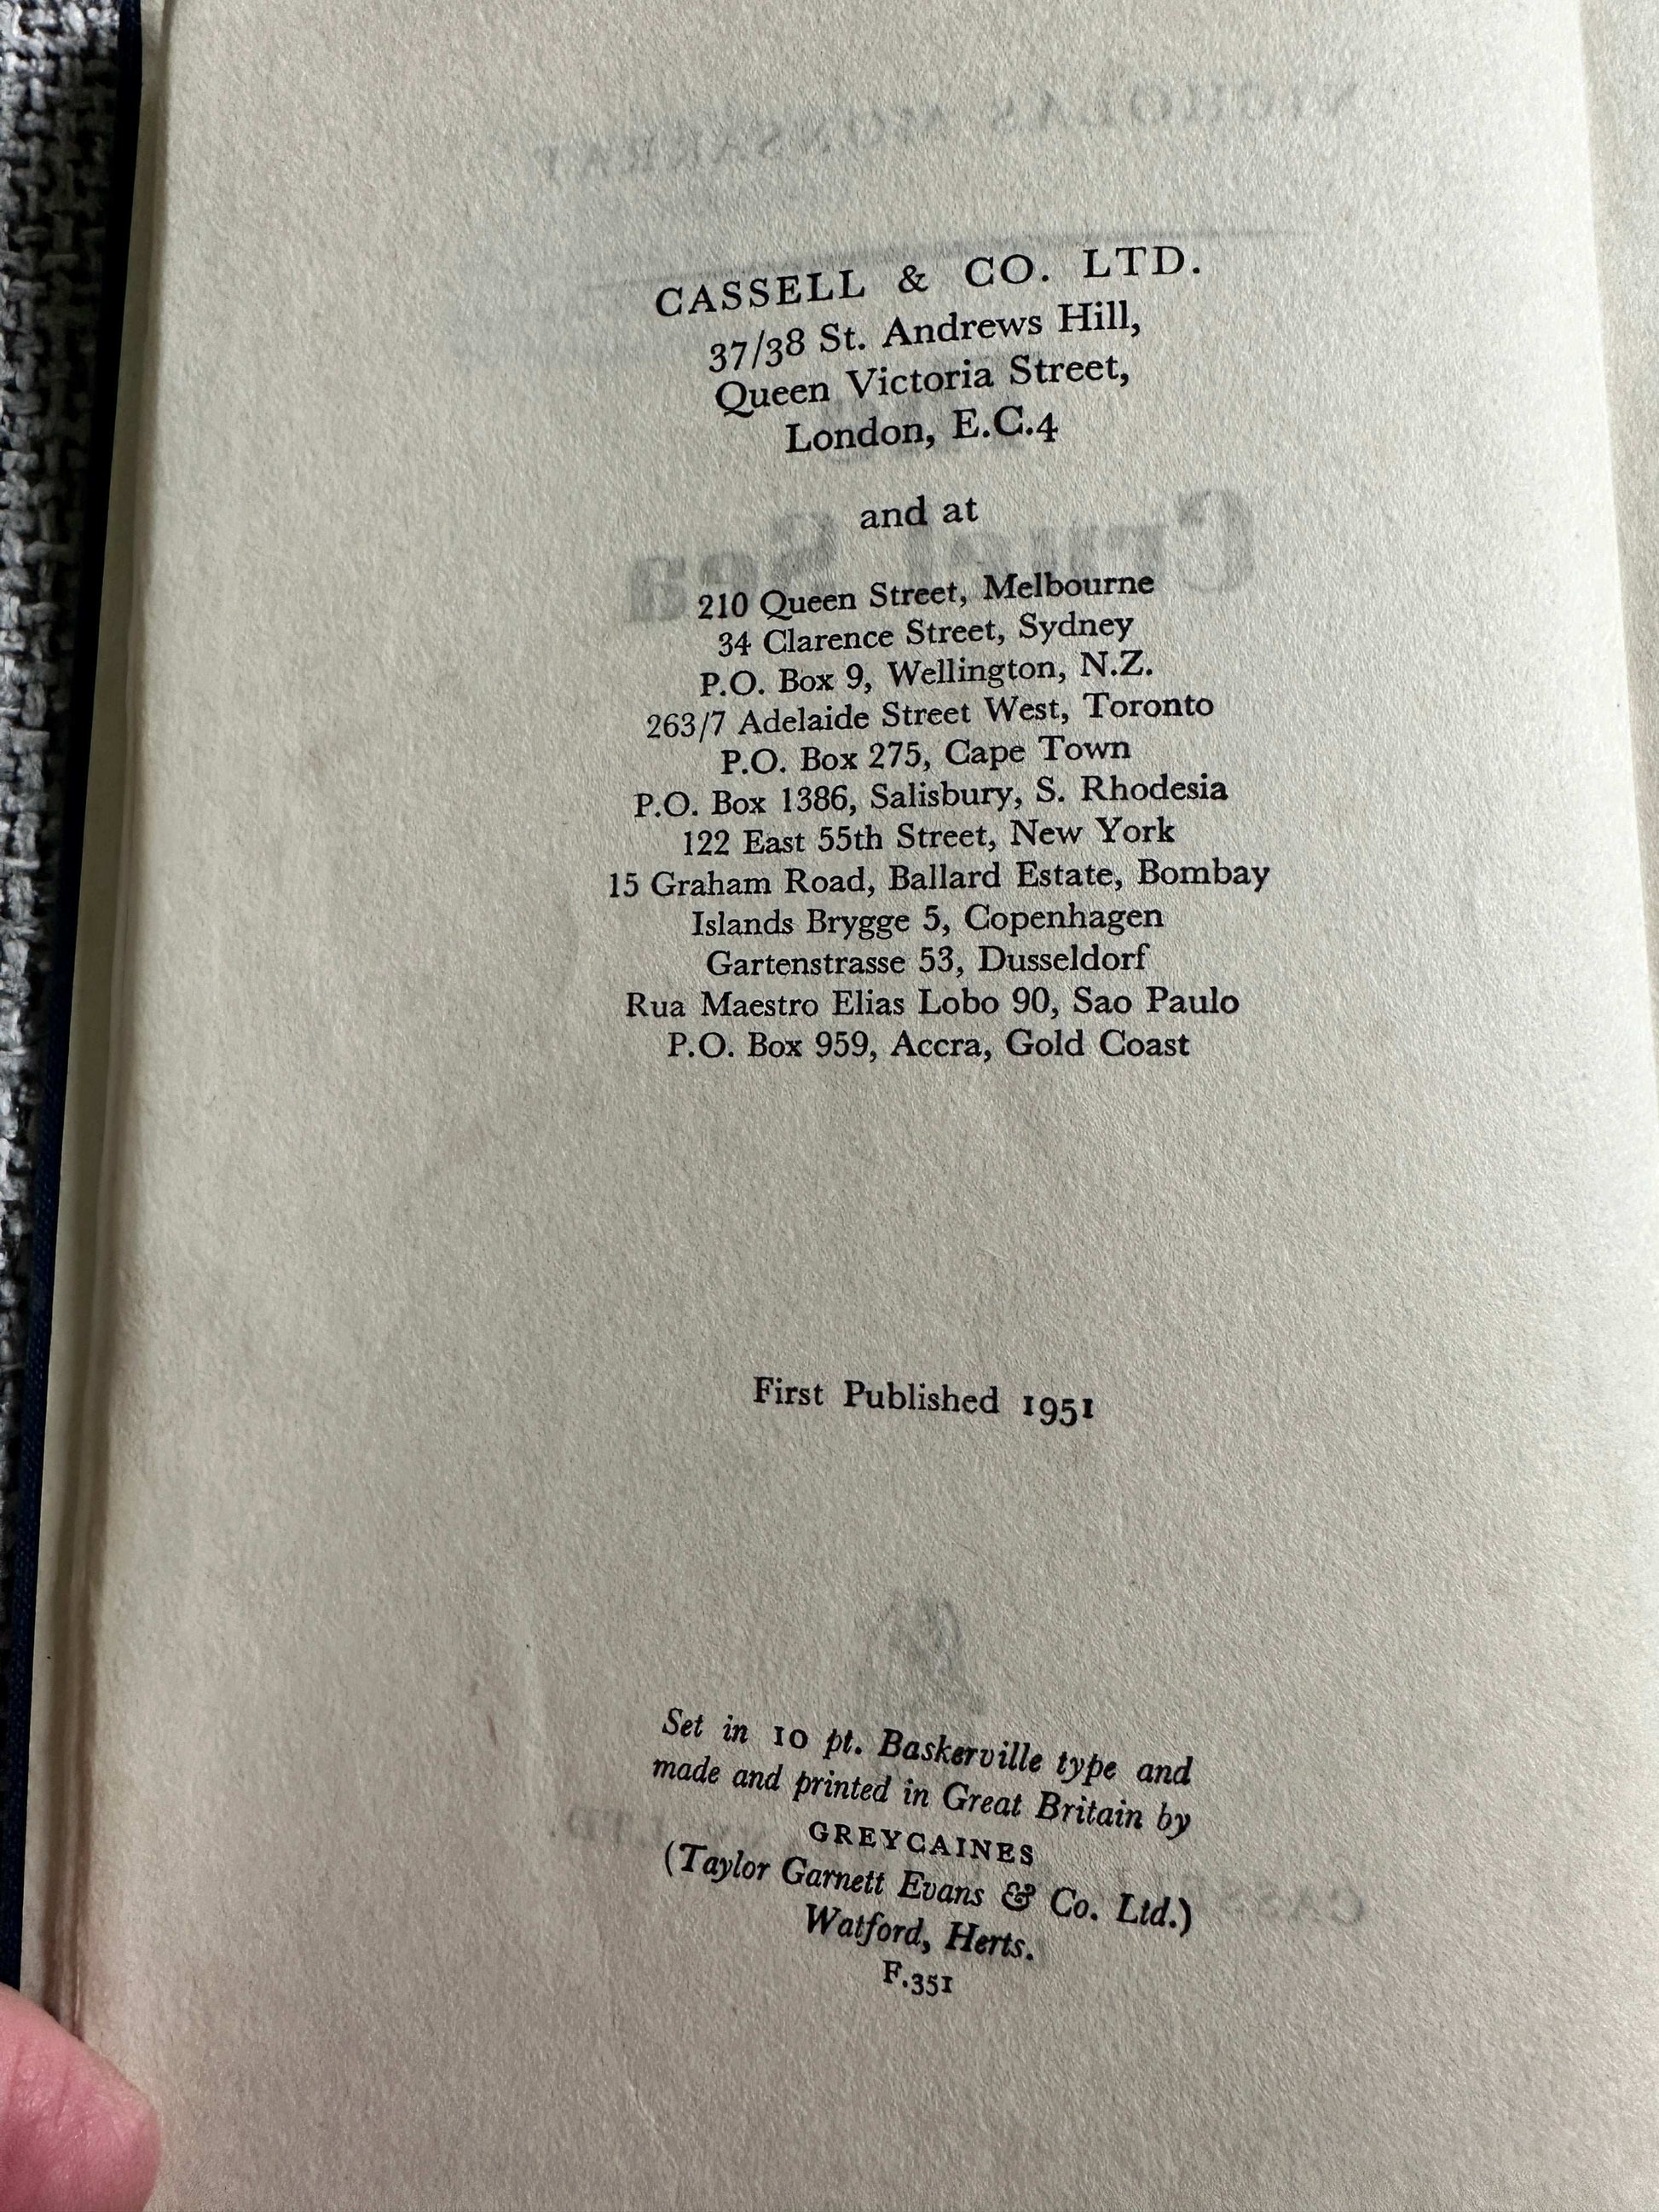 NICHOLAS MONSARRAT
CASSELL & CO. LTD.
37/38 St. Andrews Hill,
Queen Victoria Street,
London, E.C.4
and at
Cruel Sea
210 Queen Street, Melbourne
34 Clarence Street, Sydney
P.O. Box 9, Wellington, N.Z.
263/7 Adelaide Street West, Toronto
P.O. Box 275, Cape Town
P.O. Box 1386, Salisbury, S. Rhodesia
122 East 55th Street, New York
15 Graham Road, Ballard Estate, Bombay
Islands Brygge 5, Copenhagen
Gartenstrasse 53, Dusseldorf
Rua Maestro Elias Lobo 90, Sao Paulo
P.O. Box 959, Accra, Gold Coast
First Published 1951
Set in 10 pt. Baskerville type and
made and printed in Great Britain by
GREYCAINES
(Taylor Garnett Evans & Co. Ltd.)
Watford, Herts.
F.351